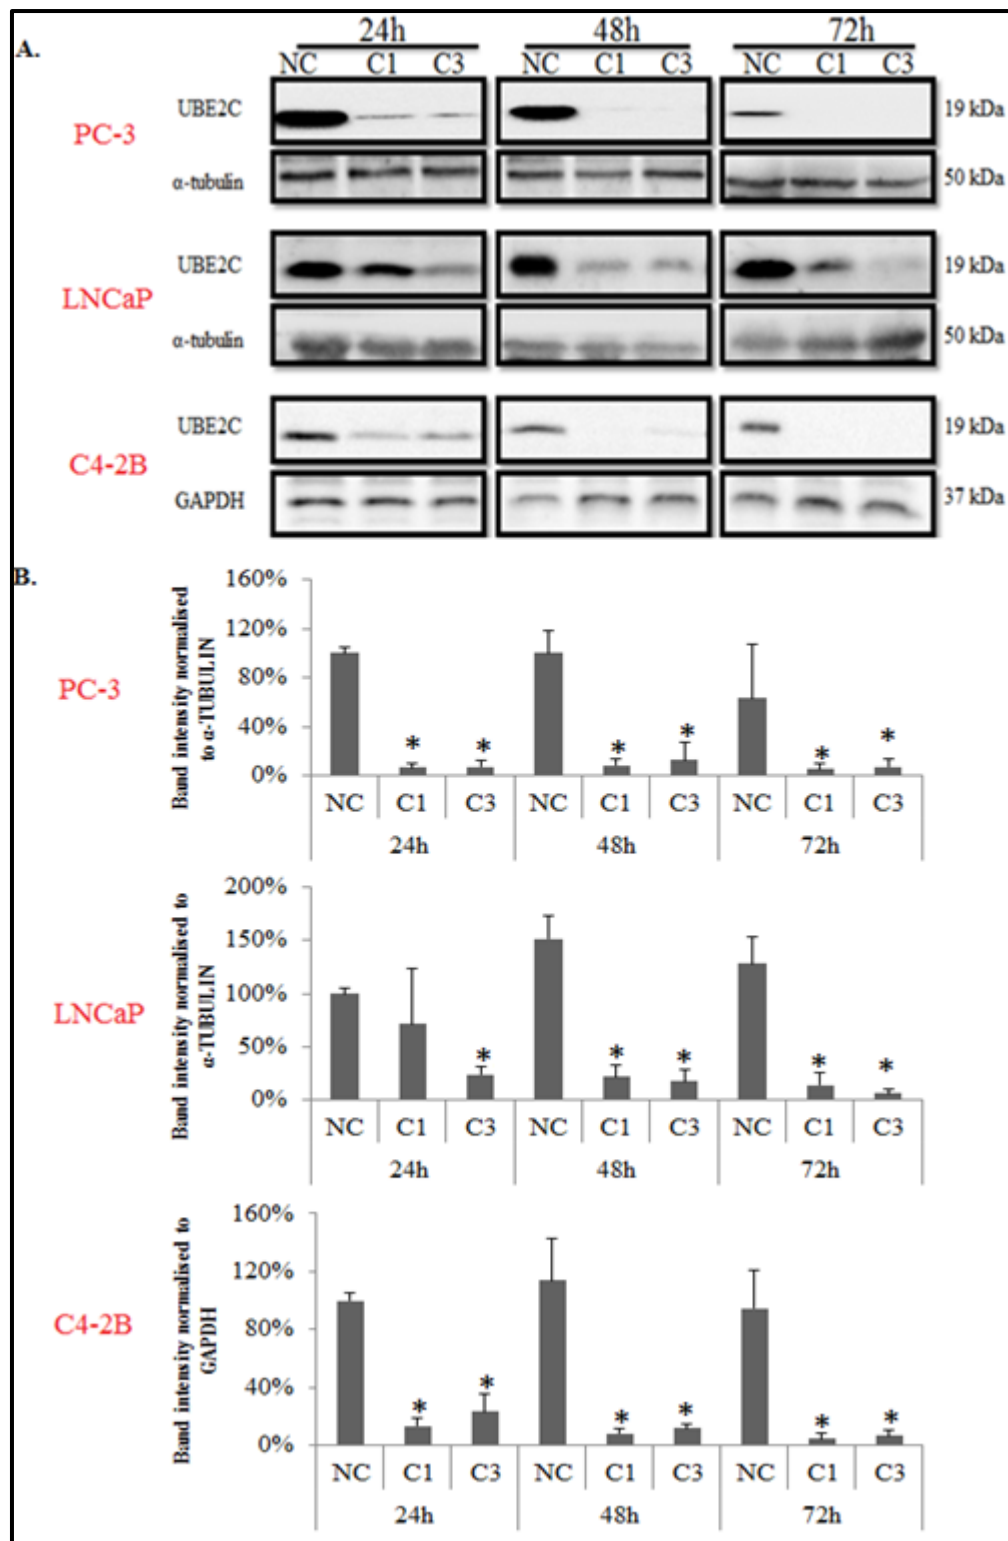 A.
24h 48h 72h
NC C1 C3 NC C1 C3 NC C1 C3
PC-3
UBE2C 19 kDa
α-tubulin 50 kDa
LNCaP
UBE2C 19 kDa
α-tubulin 50 kDa
C4-2B
UBE2C 19 kDa
GAPDH 37 kDa
B.
PC-3
Band intensity normalised
to α-TUBULIN
160%
120%
80%
40%
0%
* * * * * *
NC C1 C3 NC C1 C3 NC C1 C3
24h 48h 72h
LNCaP
Band intensity normalised to
α-TUBULIN
200%
150%
100%
50%
0%
* * * * *
NC C1 C3 NC C1 C3 NC C1 C3
24h 48h 72h
C4-2B
Band intensity normalised to
GAPDH
160%
120%
80%
40%
0%
* * * * * *
NC C1 C3 NC C1 C3 NC C1 C3
24h 48h 72h